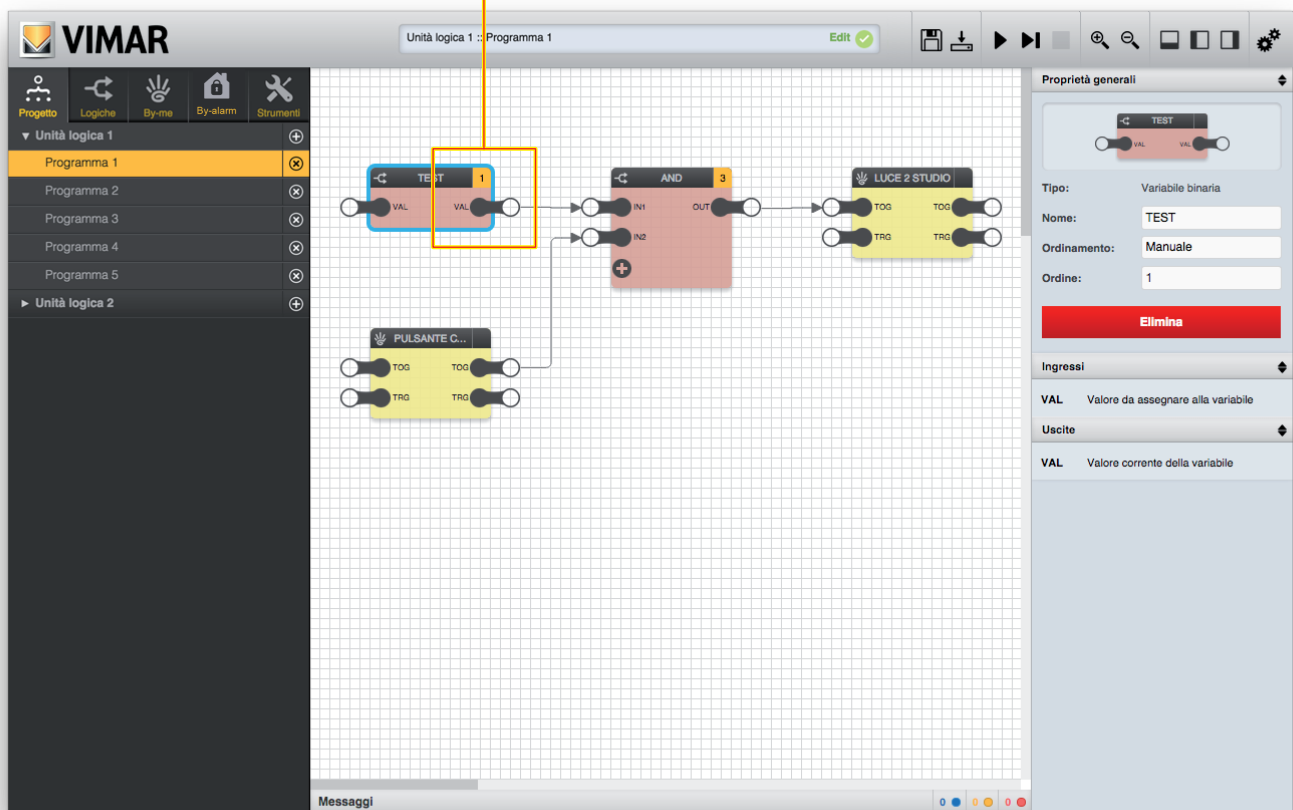 VIMAR
Unità logica 1 :: Programma 1
Edit
Progetto
Logiche
By-me
By-alarm
Strumenti
Unità logica 1
Programma 1
Programma 2
Programma 3
Programma 4
Programma 5
Unità logica 2
TEST 1
VAL VAL
AND 3
IN1 OUT
IN2
LUCE 2 STUDIO
TOG TOG
TRG TRG
PULSANTE C...
TOG TOG
TRG TRG
Messaggi
0 0 0
Proprietà generali
TEST
VAL VAL
Tipo: Variabile binaria
Nome: TEST
Ordinamento: Manuale
Ordine: 1
Elimina
Ingressi
VAL Valore da assegnare alla variabile
Uscite
VAL Valore corrente della variabile